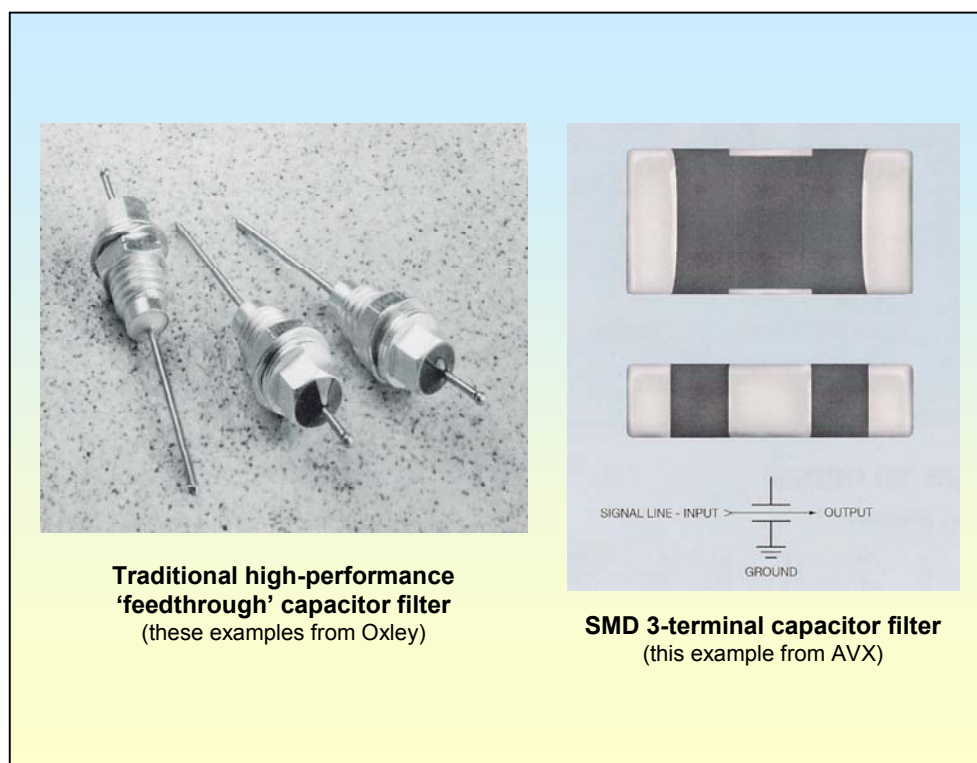 SIGNAL LINE - INPUT
OUTPUT
GROUND
Traditional high-performance
‘feedthrough’ capacitor filter
(these examples from Oxley)
SMD 3-terminal capacitor filter
(this example from AVX)